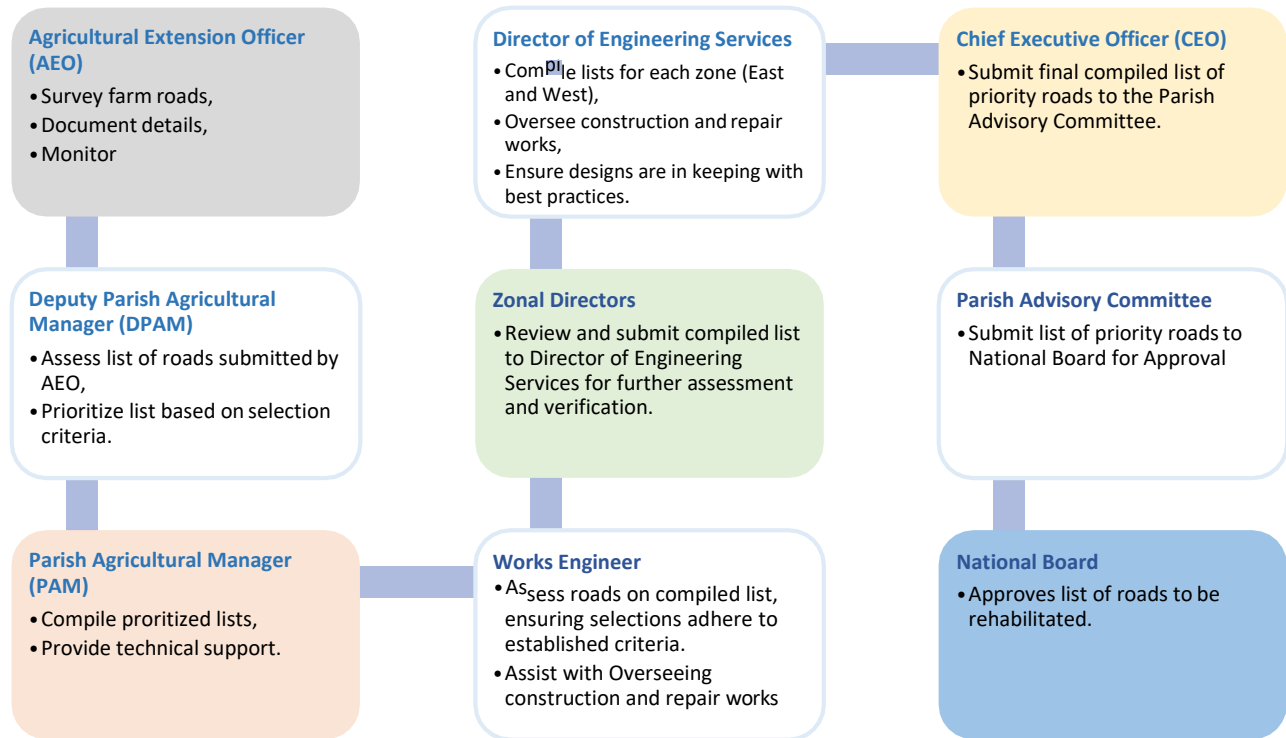 Agricultural Extension Officer
(AEO)
• Survey farm roads,
• Document details,
• Monitor
Deputy Parish Agricultural
Manager (DPAM)
• Assess list of roads submitted by
AEO,
• Prioritize list based on selection
criteria.
Parish Agricultural Manager
(PAM)
• Compile proritized lists,
• Provide technical support.
Works Engineer
• Assess roads on compiled list,
ensuring selections adhere to
established criteria.
• Assist with Overseeing
construction and repair works
Zonal Directors
• Review and submit compiled list
to Director of Engineering
Services for further assessment
and verification.
Director of Engineering Services
• Compile lists for each zone (East
and West),
• Oversee construction and repair
works,
• Ensure designs are in keeping with
best practices.
Chief Executive Officer (CEO)
• Submit final compiled list of
priority roads to the Parish
Advisory Committee.
Parish Advisory Committee
• Submit list of priority roads to
National Board for Approval
National Board
• Approves list of roads to be
rehabilitated.